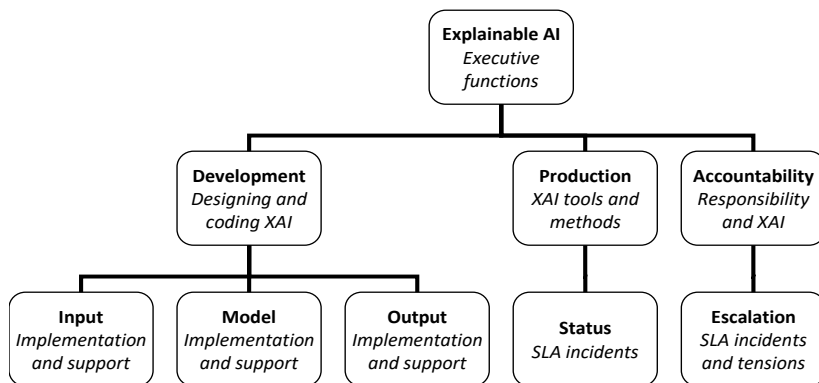 Explainable AI
Executive
functions
Development
Designing and
coding XAI
Production
XAI tools and
methods
Accountability
Responsibility
and XAI
Input
Implementation
and support
Model
Implementation
and support
Output
Implementation
and support
Status
SLA incidents
Escalation
SLA incidents
and tensions